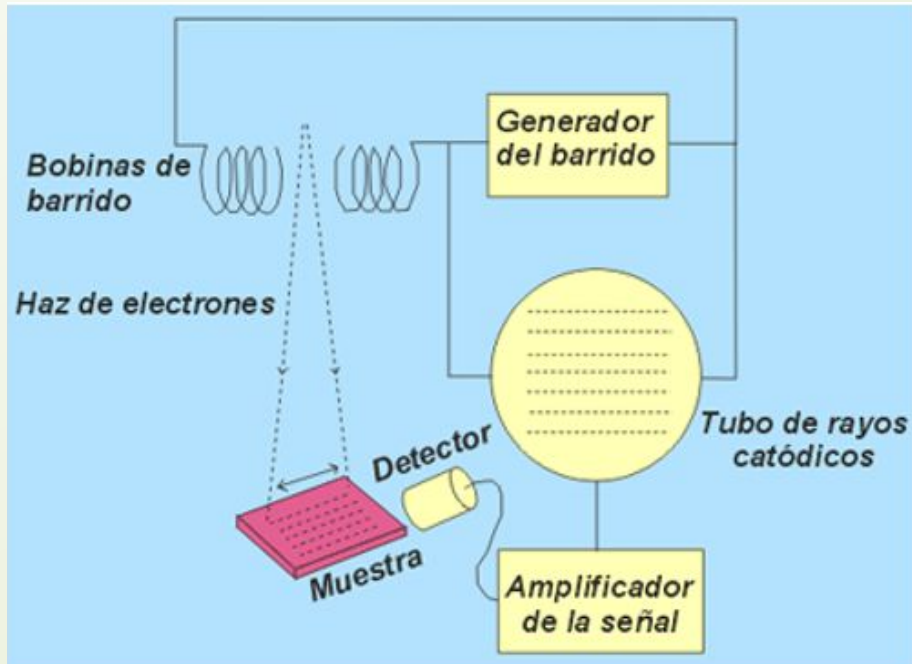 Generador
del barrido
Bobinas de
barrido
Haz de electrones
Tubo de rayos
catódicos
Detector
Muestra
Amplificador
de la señal